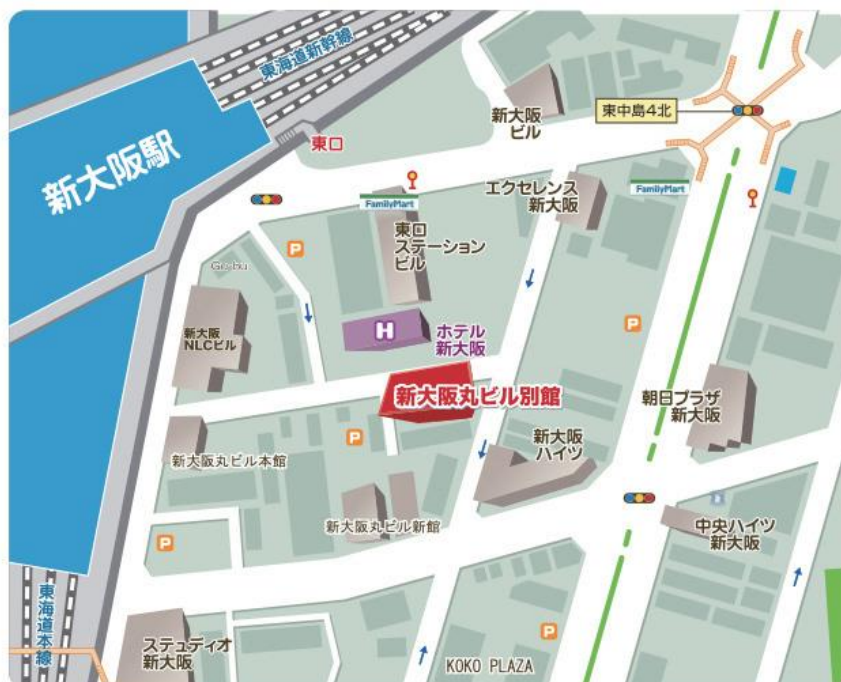 東海道新幹線
新大阪駅
東口
新大阪
ビル
東中島4北
FamilyMart
エクセレンス
新大阪
FamilyMart
東口
ステーション
ビル
P
Gobu
新大阪
NLCビル
H
ホテル
新大阪
P
新大阪丸ビル別館
朝日プラザ
新大阪
P
新大阪
ハイツ
新大阪丸ビル本館
新大阪丸ビル新館
中央ハイツ
新大阪
P
東海道本線
ステュディオ
新大阪
P
KOKO PLAZA